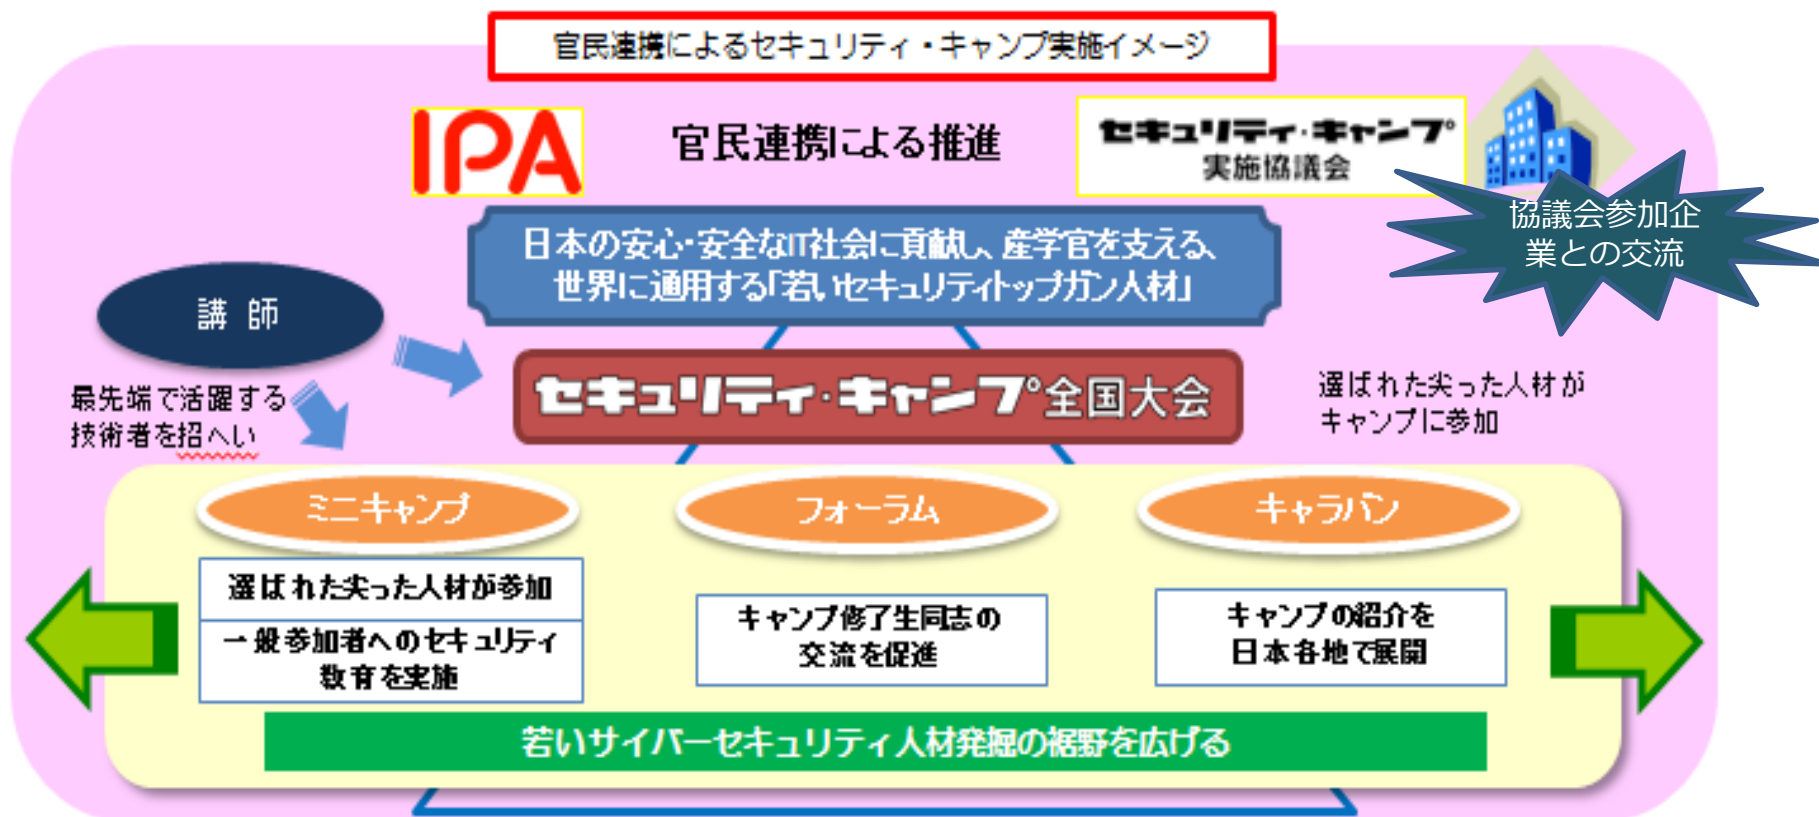 官民連携によるセキュリティ・キャンプ実施イメージ
IPA
官民連携による推進
セキュリティ・キャンプ
実施協議会
協議会参加企
業との交流
日本の安心・安全なIT社会に貢献し、産学官を支える、
世界に通用する「若いセキュリティトップガン人材」
講 師
最先端で活躍する
技術者を招へい
セキュリティ・キャンプ全国大会
選ばれた尖った人材が
キャンプに参加
ミニキャンプ
選ばれた尖った人材が参加
一般参加者へのセキュリティ
教育を実施
フォーラム
キャンプ修了生同志の
交流を促進
キャラバン
キャンプの紹介を
日本各地で展開
若いサイバーセキュリティ人材発掘の裾野を広げる